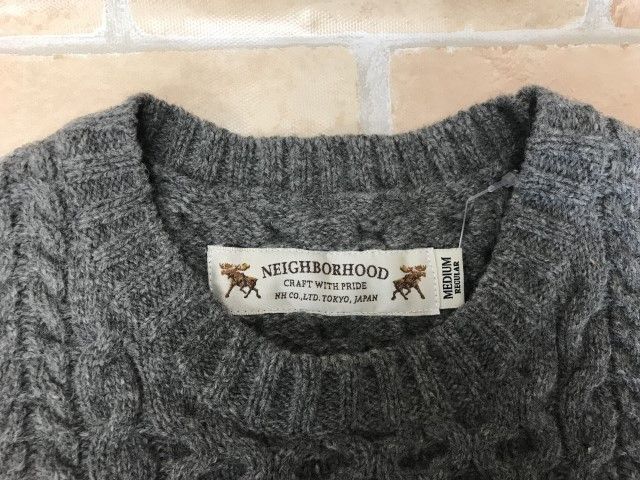 NEIGHBORHOOD
CRAFT WITH PRIDE
NH CO.,LTD. TOKYO, JAPAN
MEDIUM
REGULAR